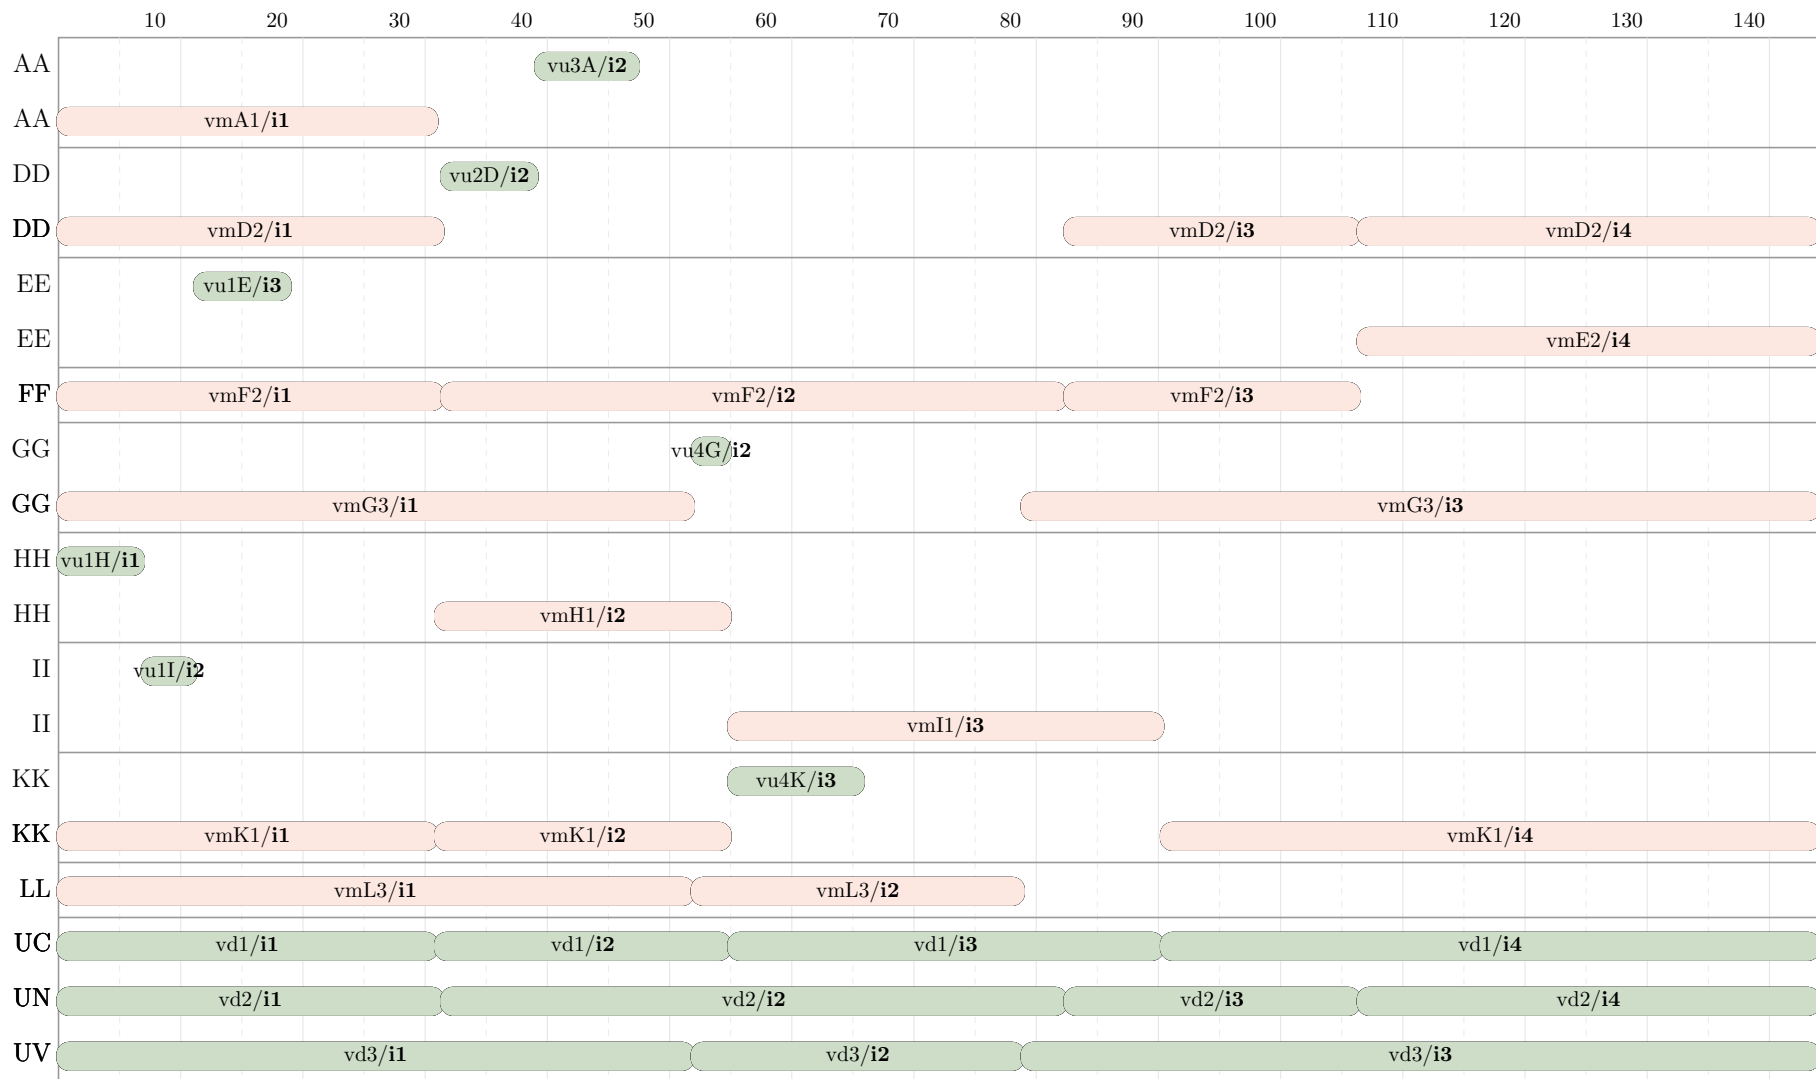 10 20 30 40 50 60 70 80 90 100 110 120 130 140
AA vu3A/i2
AA vmA1/i1
DD vu2D/i2
DD vmD2/i1 vmD2/i3 vmD2/i4
EE vu1E/i3
EE vmE2/i4
FF vmF2/i1 vmF2/i2 vmF2/i3
GG vu4G/i2
GG vmG3/i1 vmG3/i3
HH vu1H/i1
HH vmH1/i2
II vu1I/i2
II vmI1/i3
KK vu4K/i3
KK vmK1/i1 vmK1/i2 vmK1/i4
LL vmL3/i1 vmL3/i2
UC vd1/i1 vd1/i2 vd1/i3 vd1/i4
UN vd2/i1 vd2/i2 vd2/i3 vd2/i4
UV vd3/i1 vd3/i2 vd3/i3